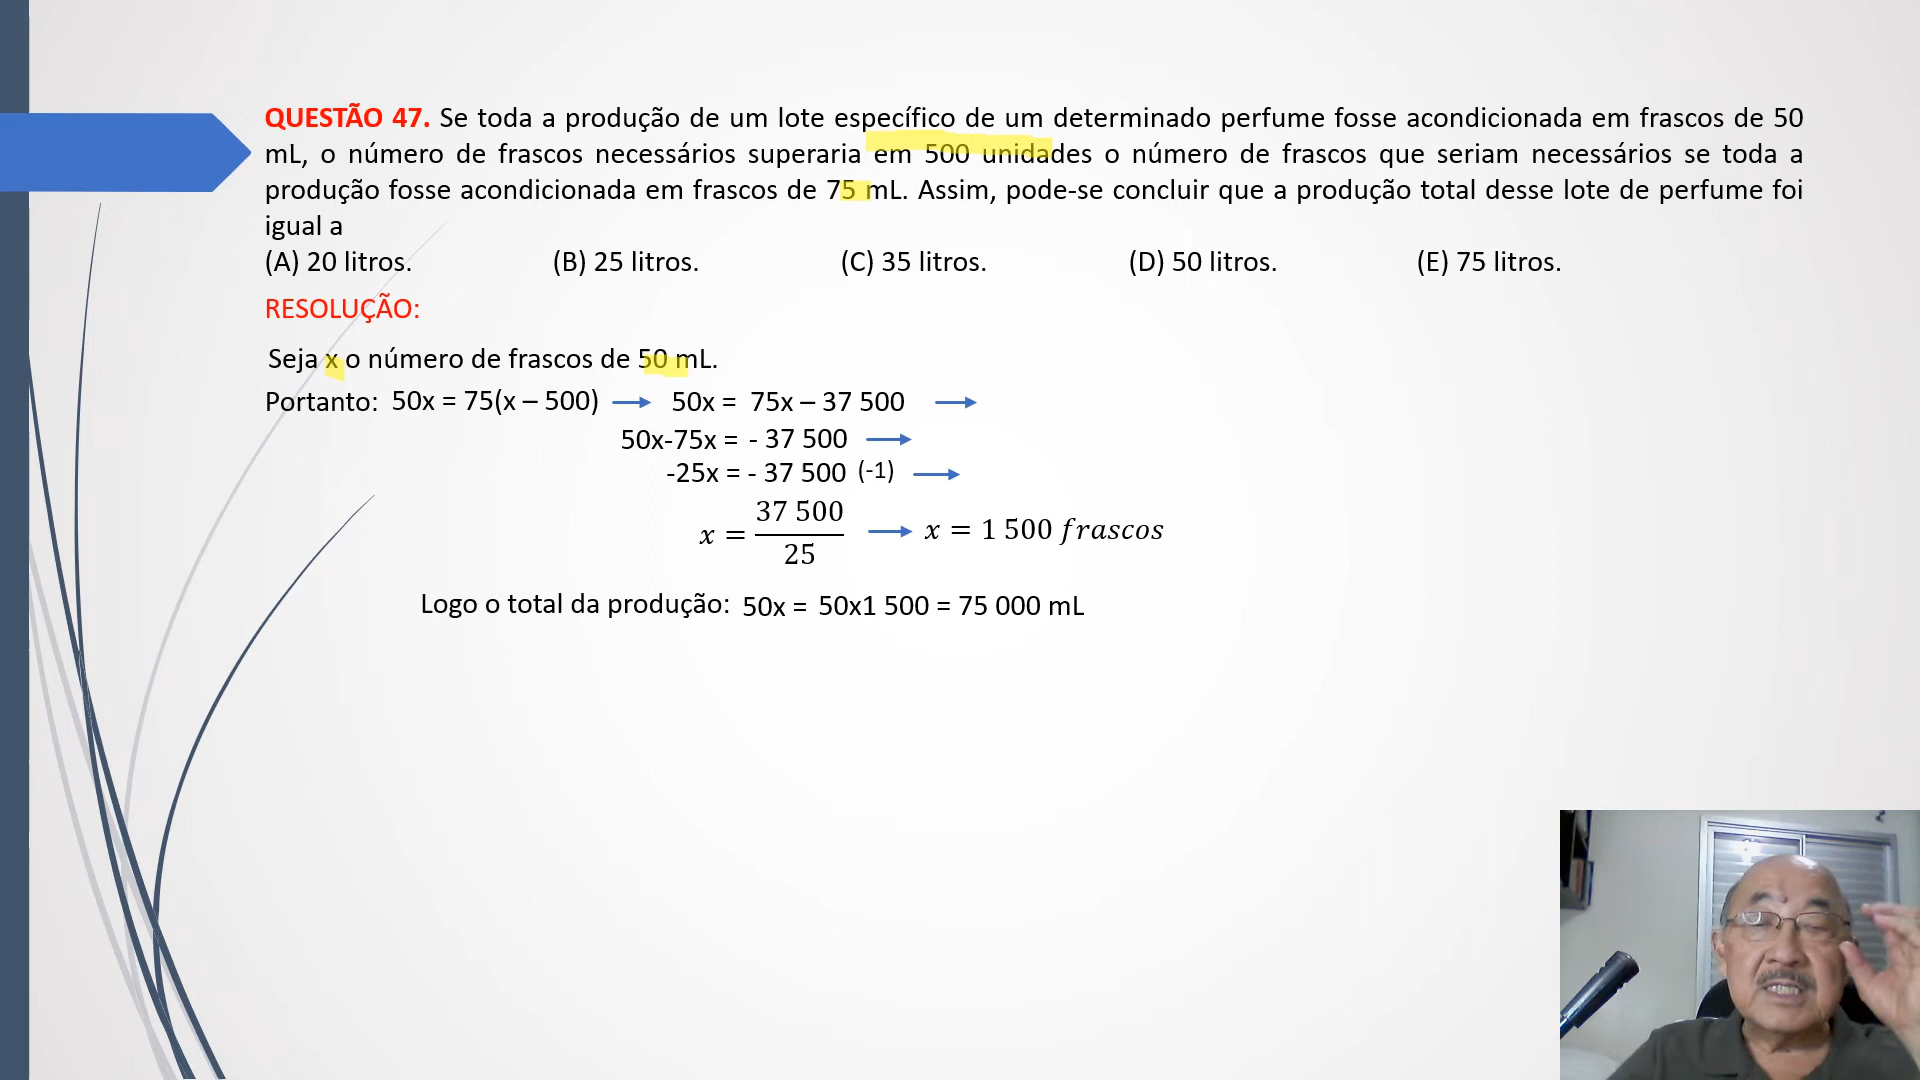 QUESTÃO 47. Se toda a produção de um lote específico de um determinado perfume fosse acondicionada em frascos de 50
mL, o número de frascos necessários superaria em 500 unidades o número de frascos que seriam necessários se toda a
produção fosse acondicionada em frascos de 75 mL. Assim, pode-se concluir que a produção total desse lote de perfume foi
igual a
(A) 20 litros. (B) 25 litros. (C) 35 litros. (D) 50 litros. (E) 75 litros.
RESOLUÇÃO:
Seja x o número de frascos de 50 mL.
Portanto: 50x = 75(x – 500) → 50x = 75x – 37 500 →
50x-75x = - 37 500 →
-25x = - 37 500 (-1) →
x = 37 500/25 → x = 1 500 frascos
Logo o total da produção: 50x = 50x1 500 = 75 000 mL